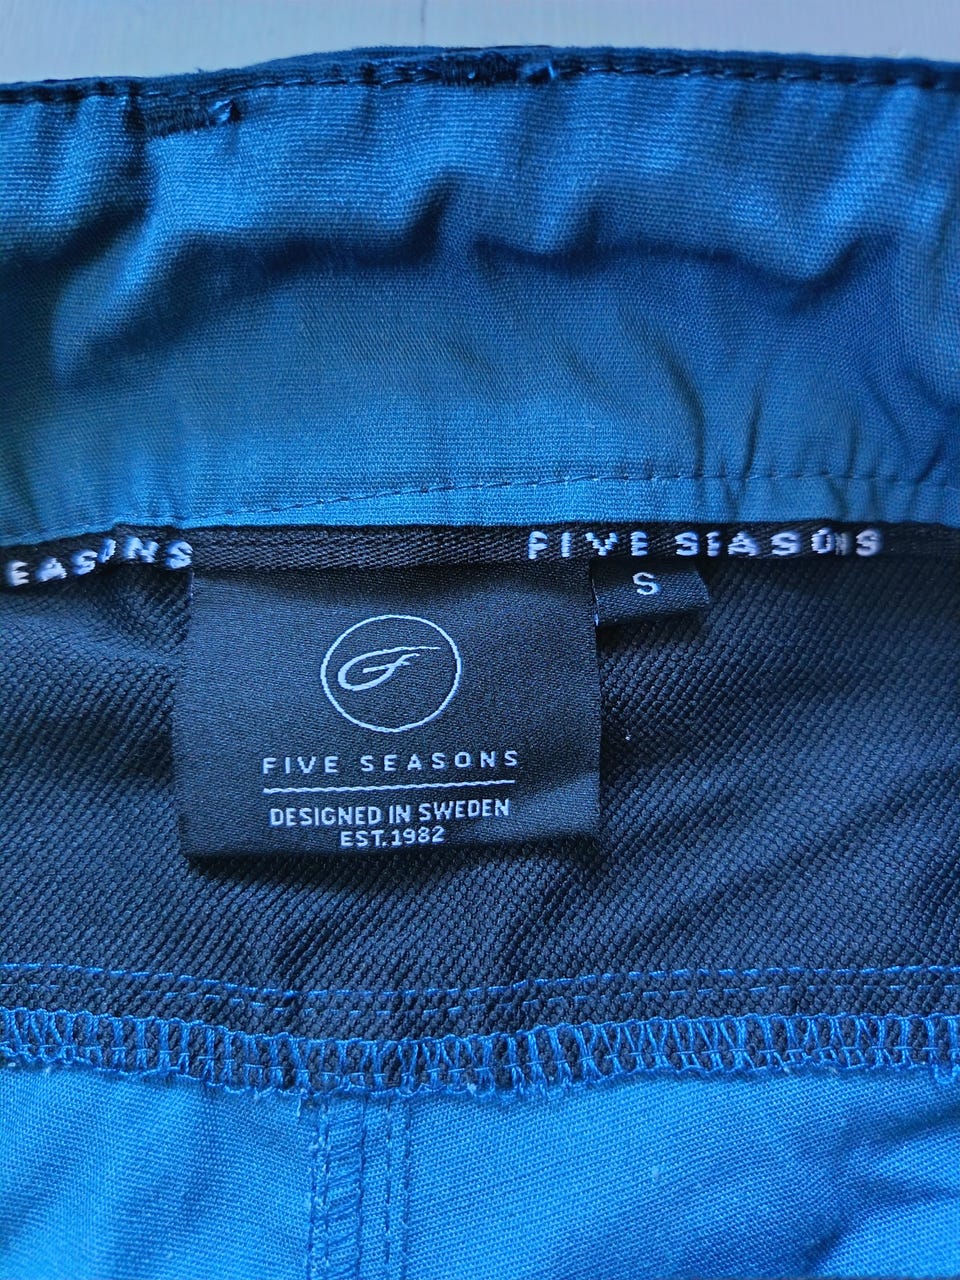 EASONS
FIVE SEASONS
S
F
FIVE SEASONS
DESIGNED IN SWEDEN
EST.1982